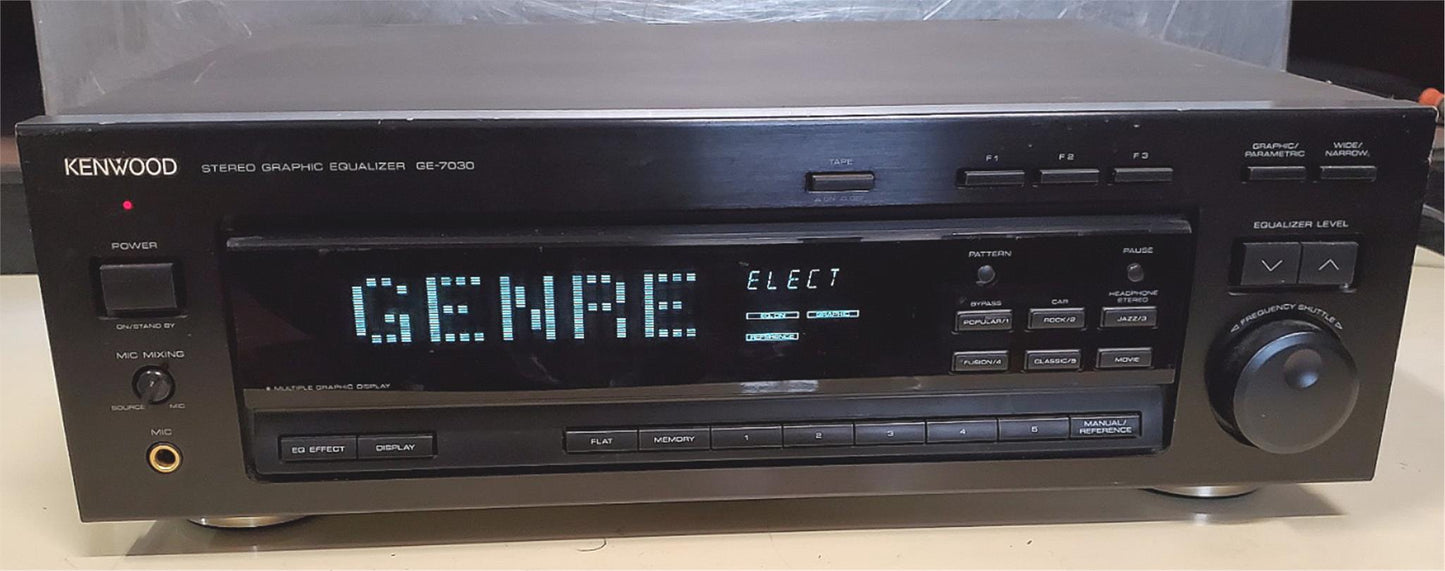 KENWOOD STEREO GRAPHIC EQUALIZER GE-7030
TAPE
F1 F2 F3
GRAPHIC/
PARAMETRIC
WIDE/
NARROW
POWER
ON/STAND BY
MIC MIXING
SOURCE MIC
MIC
GENRE
ELECT
EQ.ON GRAPHIC
REFERENCE
MULTIPLE GRAPHIC DISPLAY
PATTERN
PAUSE
BYPASS
CAR
HEADPHONE
STEREO
POPULAR/1 ROCK/2 JAZZ/3
FUSION/4 CLASSIC/5 MOVIE
EQUALIZER LEVEL
FREQUENCY SHUTTLE
EQ EFFECT DISPLAY
FLAT MEMORY 1 2 3 4 5
MANUAL/
REFERENCE